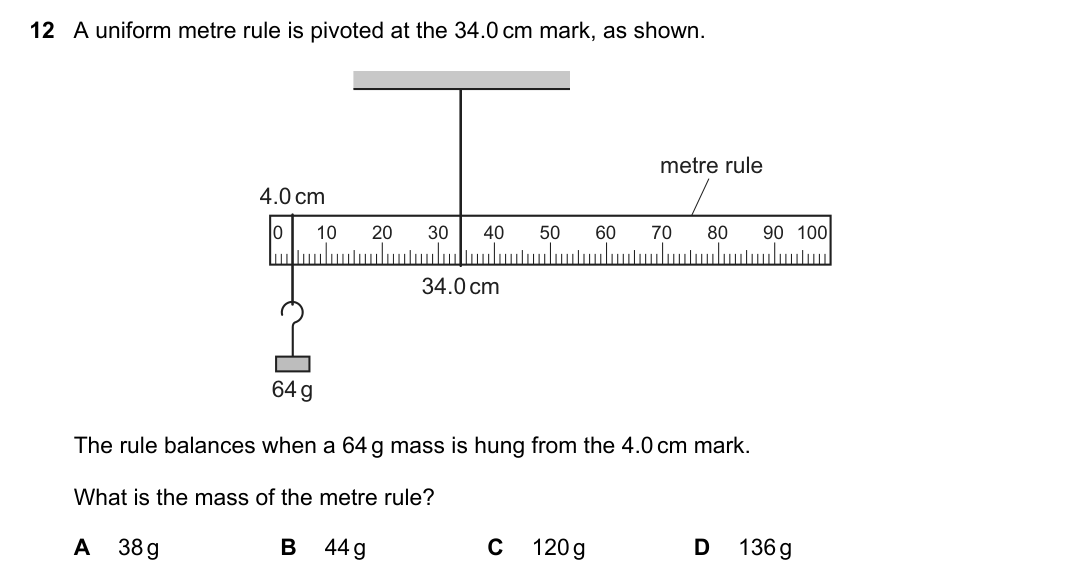 12 A uniform metre rule is pivoted at the 34.0 cm mark, as shown.
metre rule
4.0 cm
0 10 20 30 40 50 60 70 80 90 100
34.0 cm
64 g
The rule balances when a 64 g mass is hung from the 4.0 cm mark.
What is the mass of the metre rule?
A 38 g B 44 g C 120 g D 136 g